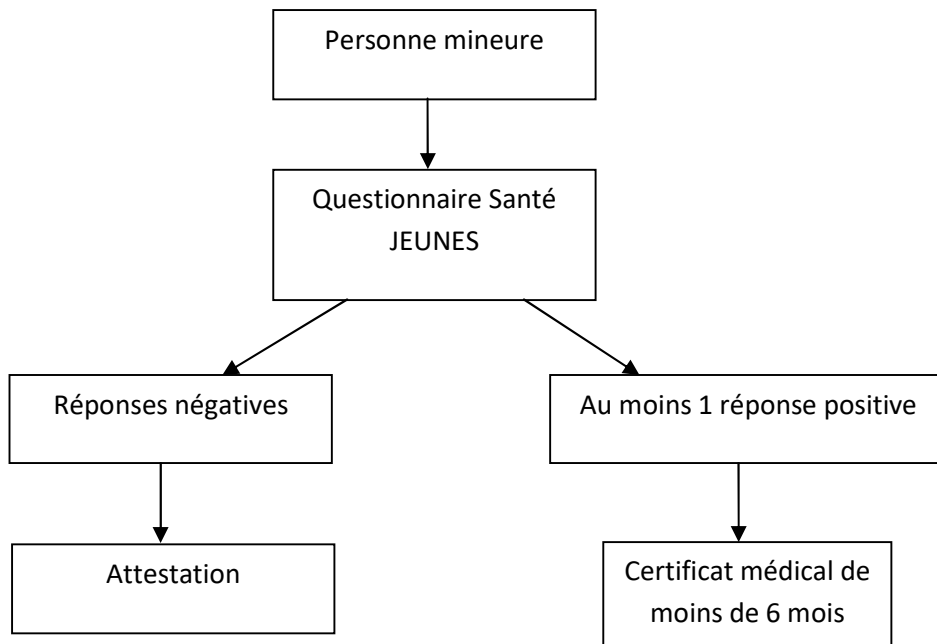 Personne mineure
Questionnaire Santé
JEUNES
Réponses négatives
Au moins 1 réponse positive
Attestation
Certificat médical de
moins de 6 mois